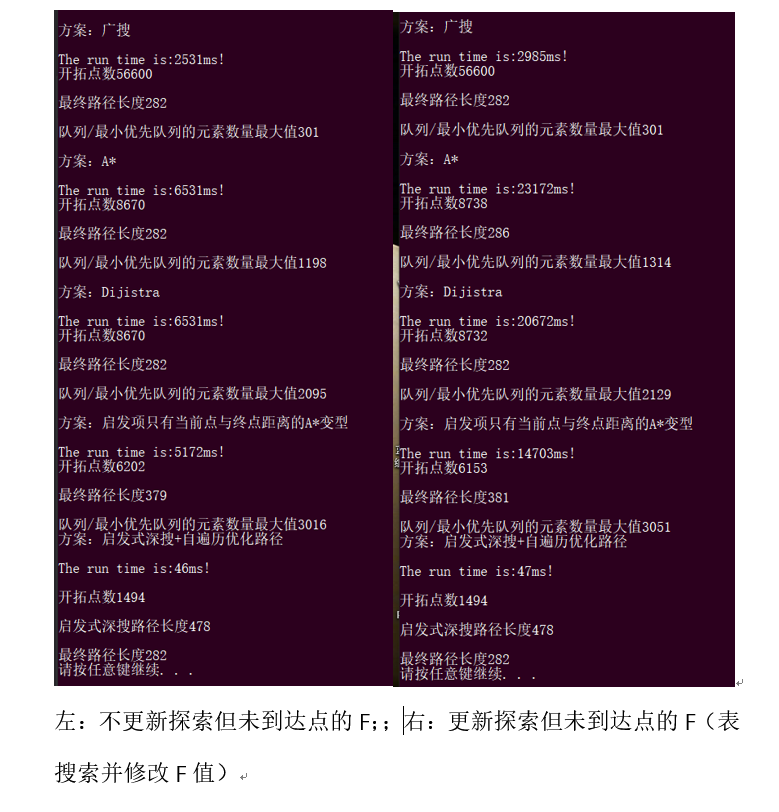 方案：广搜
The run time is:2531ms!
开拓点数56600
最终路径长度282
队列/最小优先队列的元素数量最大值301
方案：A*
The run time is:6531ms!
开拓点数8670
最终路径长度282
队列/最小优先队列的元素数量最大值1198
方案：Dijistra
The run time is:6531ms!
开拓点数8670
最终路径长度282
队列/最小优先队列的元素数量最大值2095
方案：启发项只有当前点与终点距离的A*变型
The run time is:5172ms!
开拓点数6202
最终路径长度379
队列/最小优先队列的元素数量最大值3016
方案：启发式深搜+自遍历优化路径
The run time is:46ms!
开拓点数1494
启发式深搜路径长度478
最终路径长度282
请按任意键继续. . .
方案：广搜
The run time is:2985ms!
开拓点数56600
最终路径长度282
队列/最小优先队列的元素数量最大值301
方案：A*
The run time is:23172ms!
开拓点数8738
最终路径长度286
队列/最小优先队列的元素数量最大值1314
方案：Dijistra
The run time is:20672ms!
开拓点数8732
最终路径长度282
队列/最小优先队列的元素数量最大值2129
方案：启发项只有当前点与终点距离的A*变型
The run time is:14703ms!
开拓点数6153
最终路径长度381
队列/最小优先队列的元素数量最大值3051
方案：启发式深搜+自遍历优化路径
The run time is:47ms!
开拓点数1494
启发式深搜路径长度478
最终路径长度282
请按任意键继续. . .
左：不更新探索但未到达点的 F；；右：更新探索但未到达点的 F（表
搜索并修改 F 值）